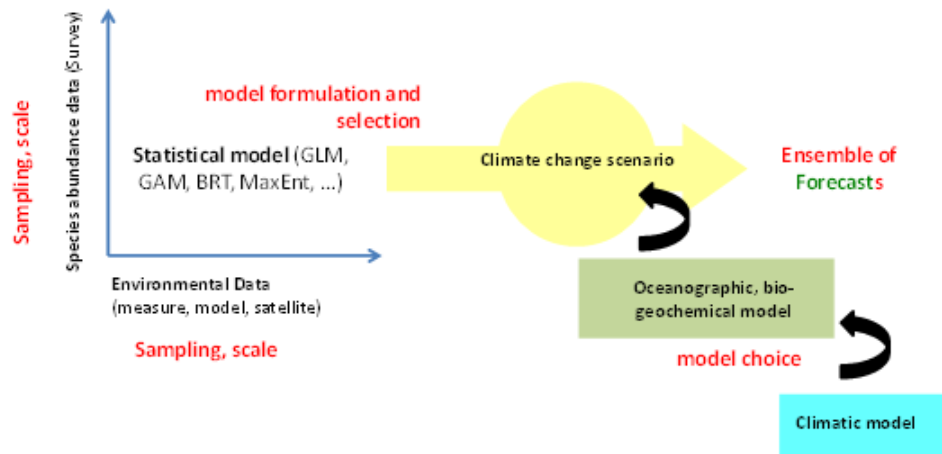 Sampling, scale
Species abundance data (Survey)
model formulation and
selection
Statistical model (GLM,
GAM, BRT, MaxEnt, ...)
Climate change scenario
Ensemble of
Forecasts
Environmental Data
(measure, model, satellite)
Sampling, scale
Oceanographic, bio-
geochemical model
model choice
Climatic model